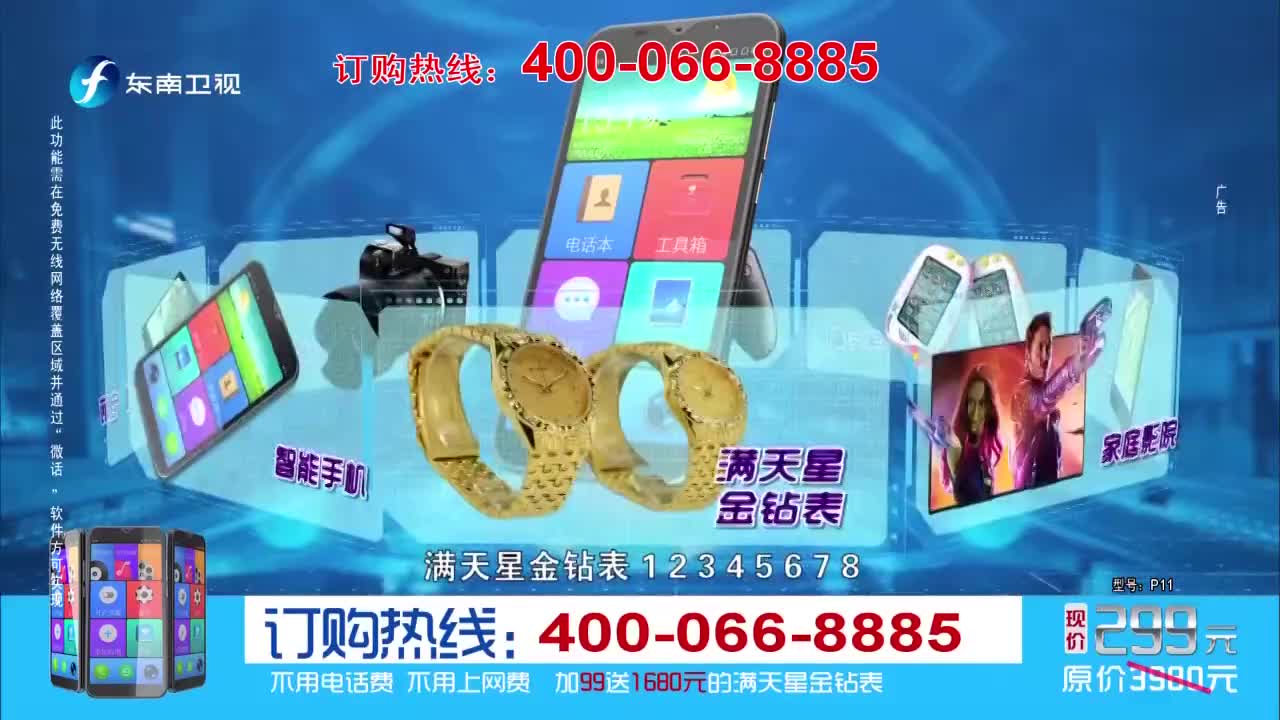 订购热线：400-066-8885
东南卫视
此功能需在免费无线网络覆盖区域并通过“微话”软件方可实现
广告
电话本
工具箱
智能手机
满天星
金钻表
家庭影院
满天星金钻表12345678
型号：P11
订购热线：400-066-8885
现价299元
不用电话费 不用上网费 加99送1680元的满天星金钻表
原价3980元